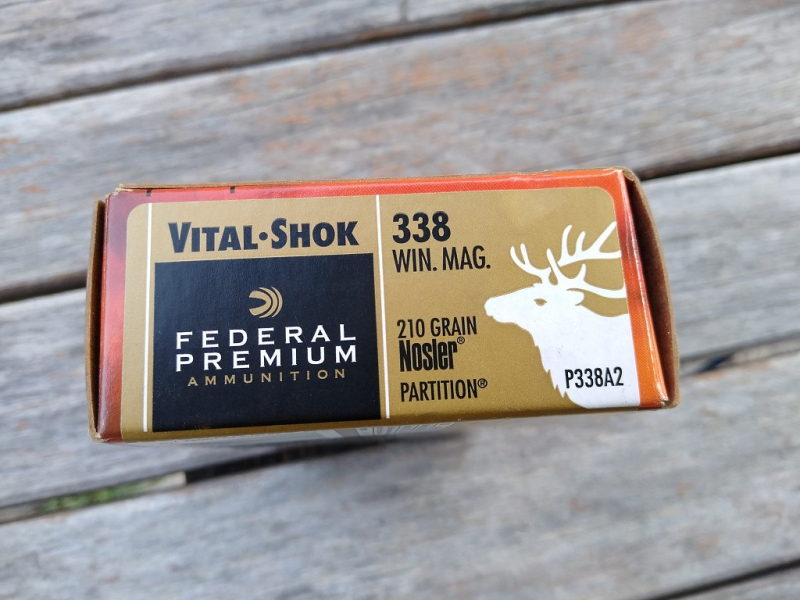 VITAL•SHOK
FEDERAL
PREMIUM
AMMUNITION
338
WIN. MAG.
210 GRAIN
Nosler®
PARTITION®
P338A2